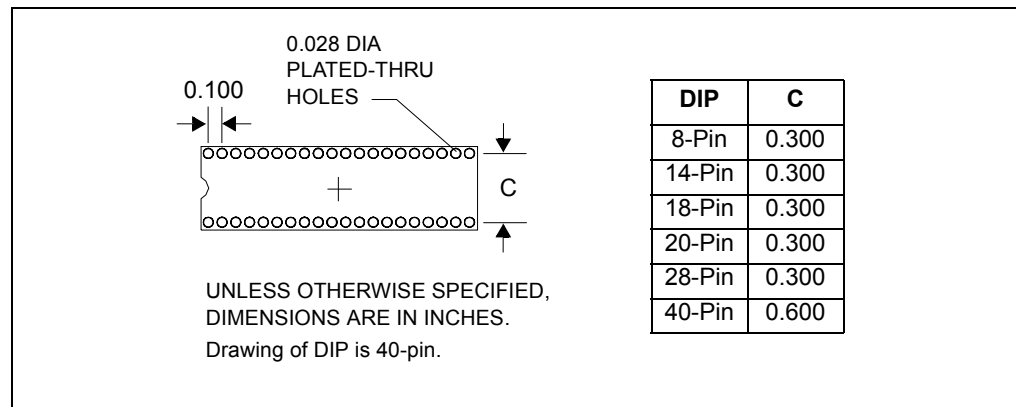 0.028 DIA
PLATED-THRU
HOLES
0.100
C
UNLESS OTHERWISE SPECIFIED,
DIMENSIONS ARE IN INCHES.
Drawing of DIP is 40-pin.
DIP C
8-Pin 0.300
14-Pin 0.300
18-Pin 0.300
20-Pin 0.300
28-Pin 0.300
40-Pin 0.600